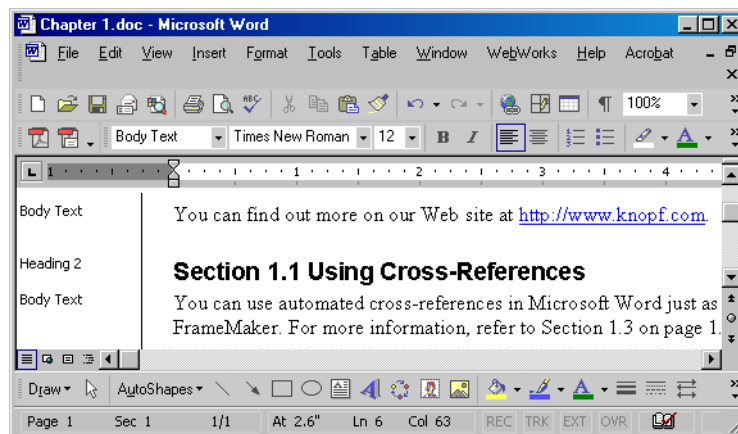 Chapter 1.doc - Microsoft Word
File Edit View Insert Format Tools Table Window WebWorks Help Acrobat
ABC 100%
Body Text Times New Roman 12 B I A
L 1 1 2 3 4
Body Text You can find out more on our Web site at http://www.knopf.com.
Heading 2 Section 1.1 Using Cross-References
Body Text You can use automated cross-references in Microsoft Word just as
FrameMaker. For more information, refer to Section 1.3 on page 1.
Draw AutoShapes A A
Page 1 Sec 1 1/1 At 2.6" Ln 6 Col 63 REC TRK EXT OVR